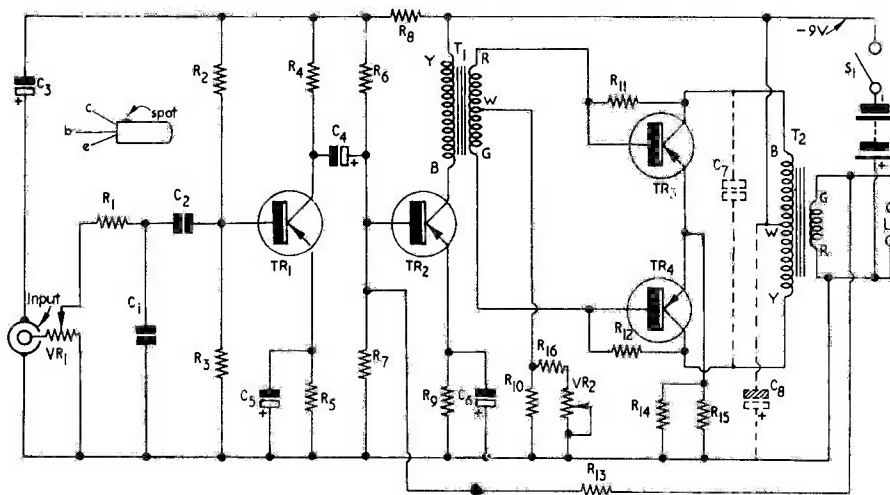 R8
-9V
S1
C3
c
spot
b
e
R2
R4
R6
Y
T1
R
W
G
B
R11
TR3
C7
T2
B
W
Y
G
R
C4
R1
C2
TR1
TR2
TR4
R12
Input
VR1
C1
R3
C5
R5
R7
R9
C6
R10
R16
VR2
R14
R15
C8
R13